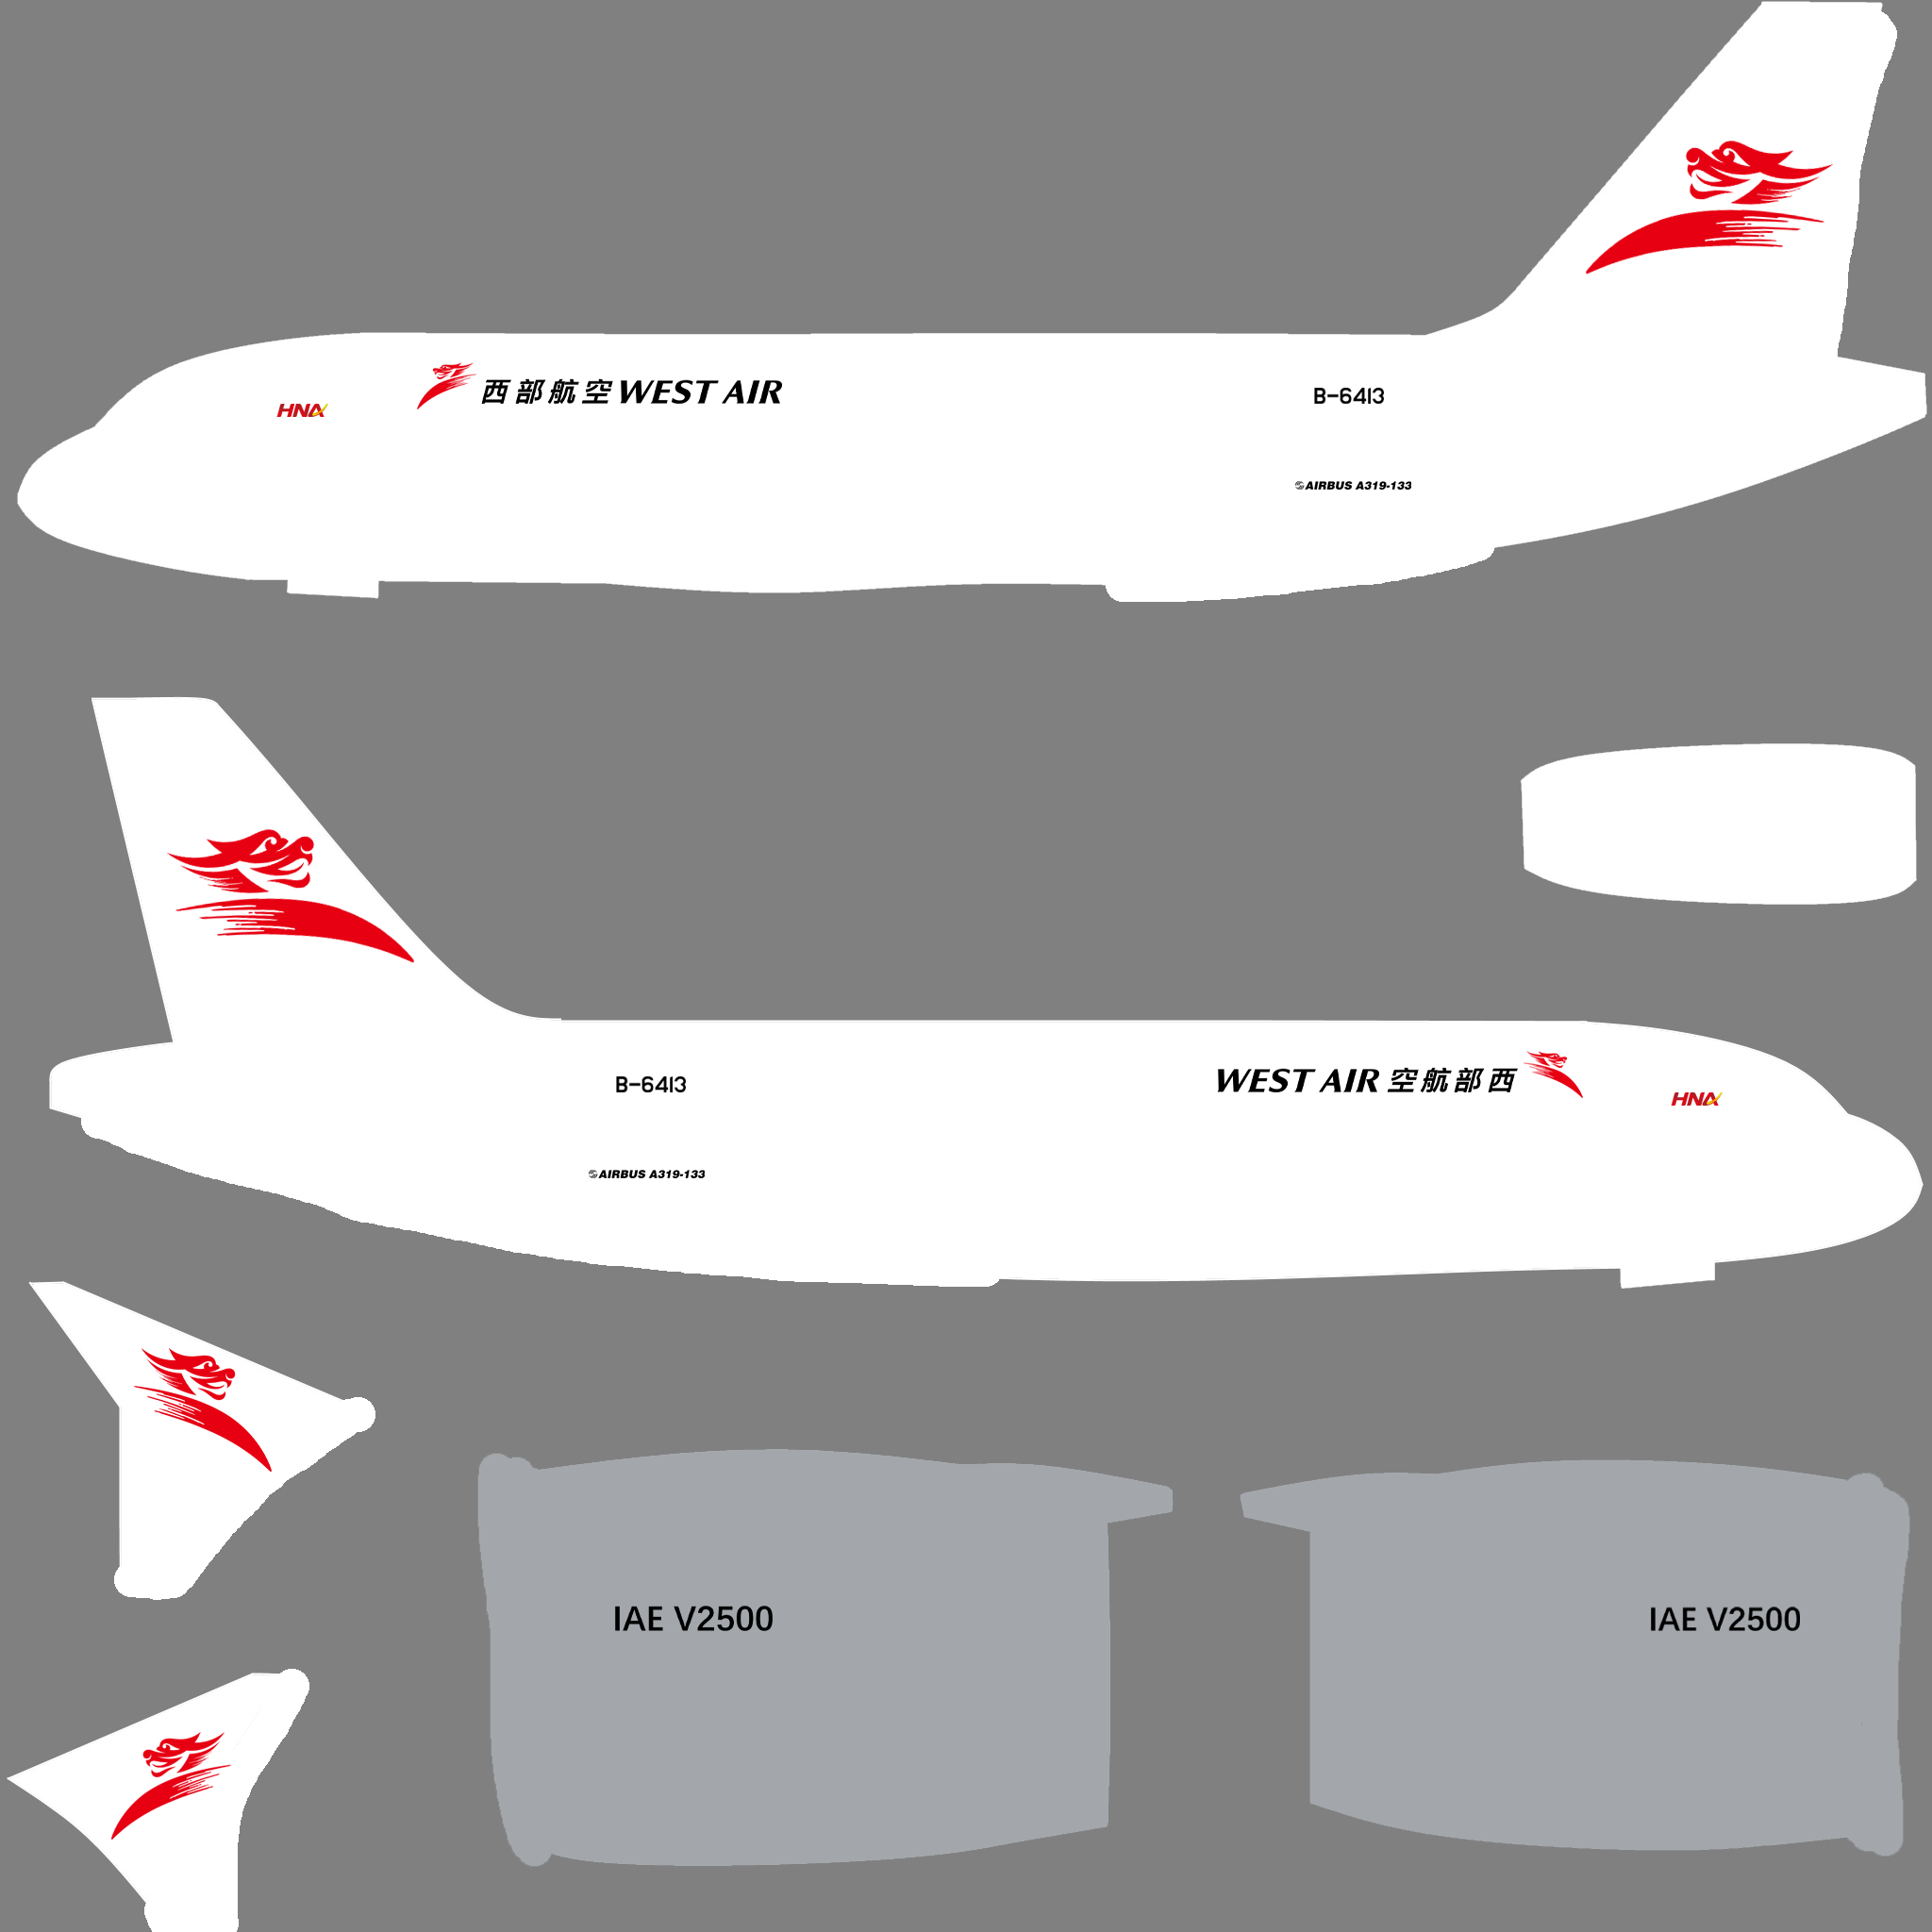 西部航空 WEST AIR
HNA
B-6413
AIRBUS A319-133
WEST AIR 空航部西
B-6413
HNA
AIRBUS A319-133
IAE V2500
IAE V2500